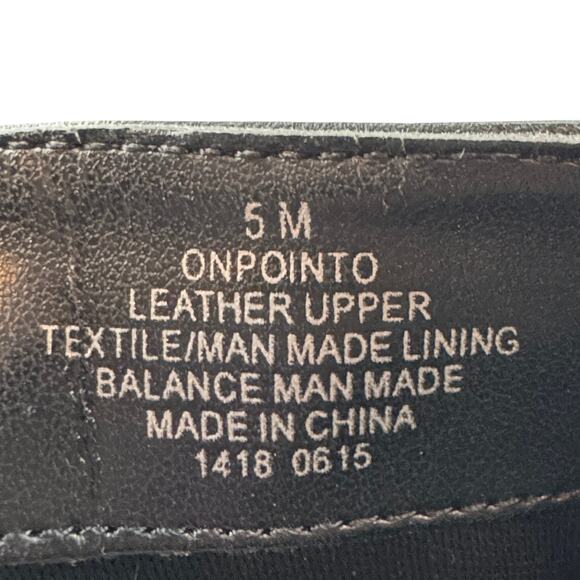 5 M
ONPOINTO
LEATHER UPPER
TEXTILE/MAN MADE LINING
BALANCE MAN MADE
MADE IN CHINA
1418 0615